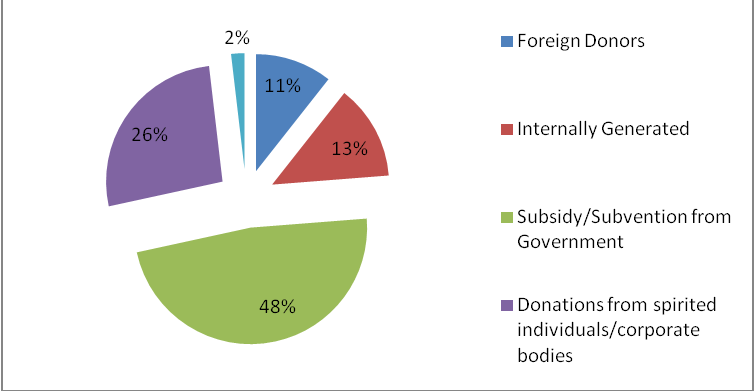 2%
11%
13%
26%
48%
Foreign Donors
Internally Generated
Subsidy/Subvention from
Government
Donations from spirited
individuals/corporate
bodies